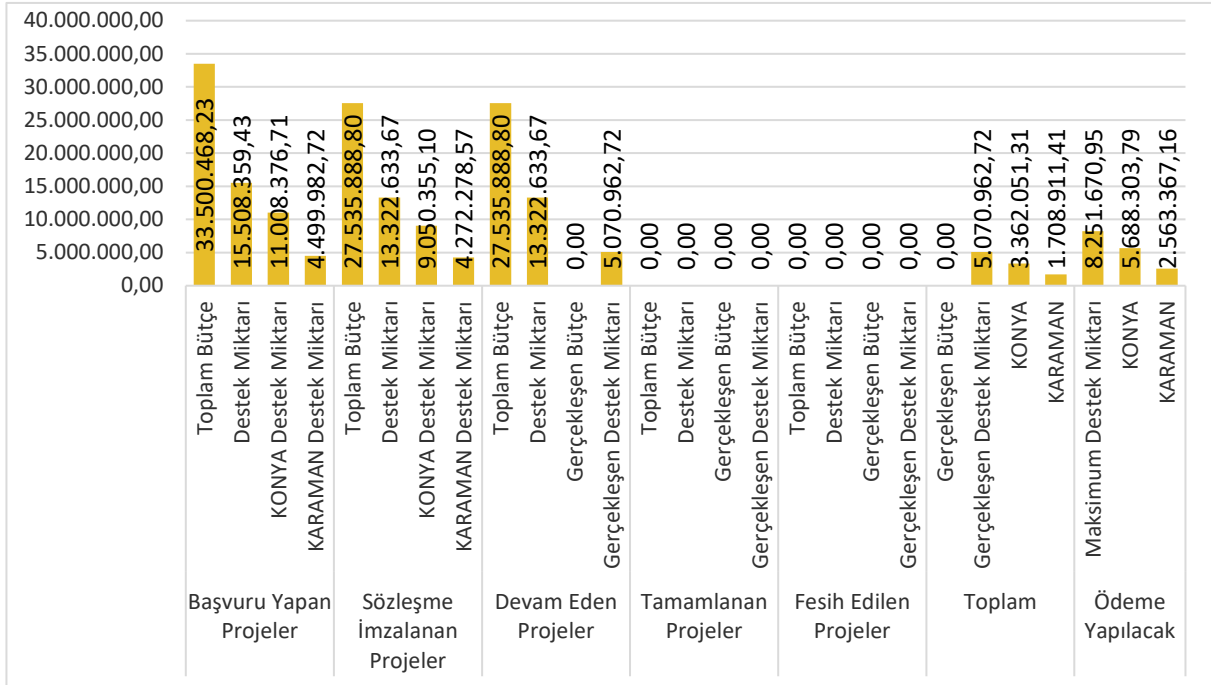 40.000.000,00
35.000.000,00
30.000.000,00
25.000.000,00
20.000.000,00
15.000.000,00
10.000.000,00
5.000.000,00
0,00
33.500.468,23
15.508.359,43
11.008.376,71
4.499.982,72
27.535.888,80
13.322.633,67
9.050.355,10
4.272.278,57
27.535.888,80
13.322.633,67
0,00
5.070.962,72
0,00
0,00
0,00
0,00
0,00
0,00
0,00
0,00
0,00
5.070.962,72
3.362.051,31
1.708.911,41
8.251.670,95
5.688.303,79
2.563.367,16
Toplam Bütçe
Destek Miktarı
KONYA Destek Miktarı
KARAMAN Destek Miktarı
Toplam Bütçe
Destek Miktarı
KONYA Destek Miktarı
KARAMAN Destek Miktarı
Toplam Bütçe
Destek Miktarı
Gerçekleşen Bütçe
Gerçekleşen Destek Miktarı
Toplam Bütçe
Destek Miktarı
Gerçekleşen Bütçe
Gerçekleşen Destek Miktarı
Toplam Bütçe
Destek Miktarı
Gerçekleşen Bütçe
Gerçekleşen Destek Miktarı
Gerçekleşen Bütçe
Gerçekleşen Destek Miktarı
KONYA
KARAMAN
Maksimum Destek Miktarı
KONYA
KARAMAN
Başvuru Yapan
Projeler
Sözleşme
İmzalanan
Projeler
Devam Eden
Projeler
Tamamlanan
Projeler
Fesih Edilen
Projeler
Toplam
Ödeme
Yapılacak